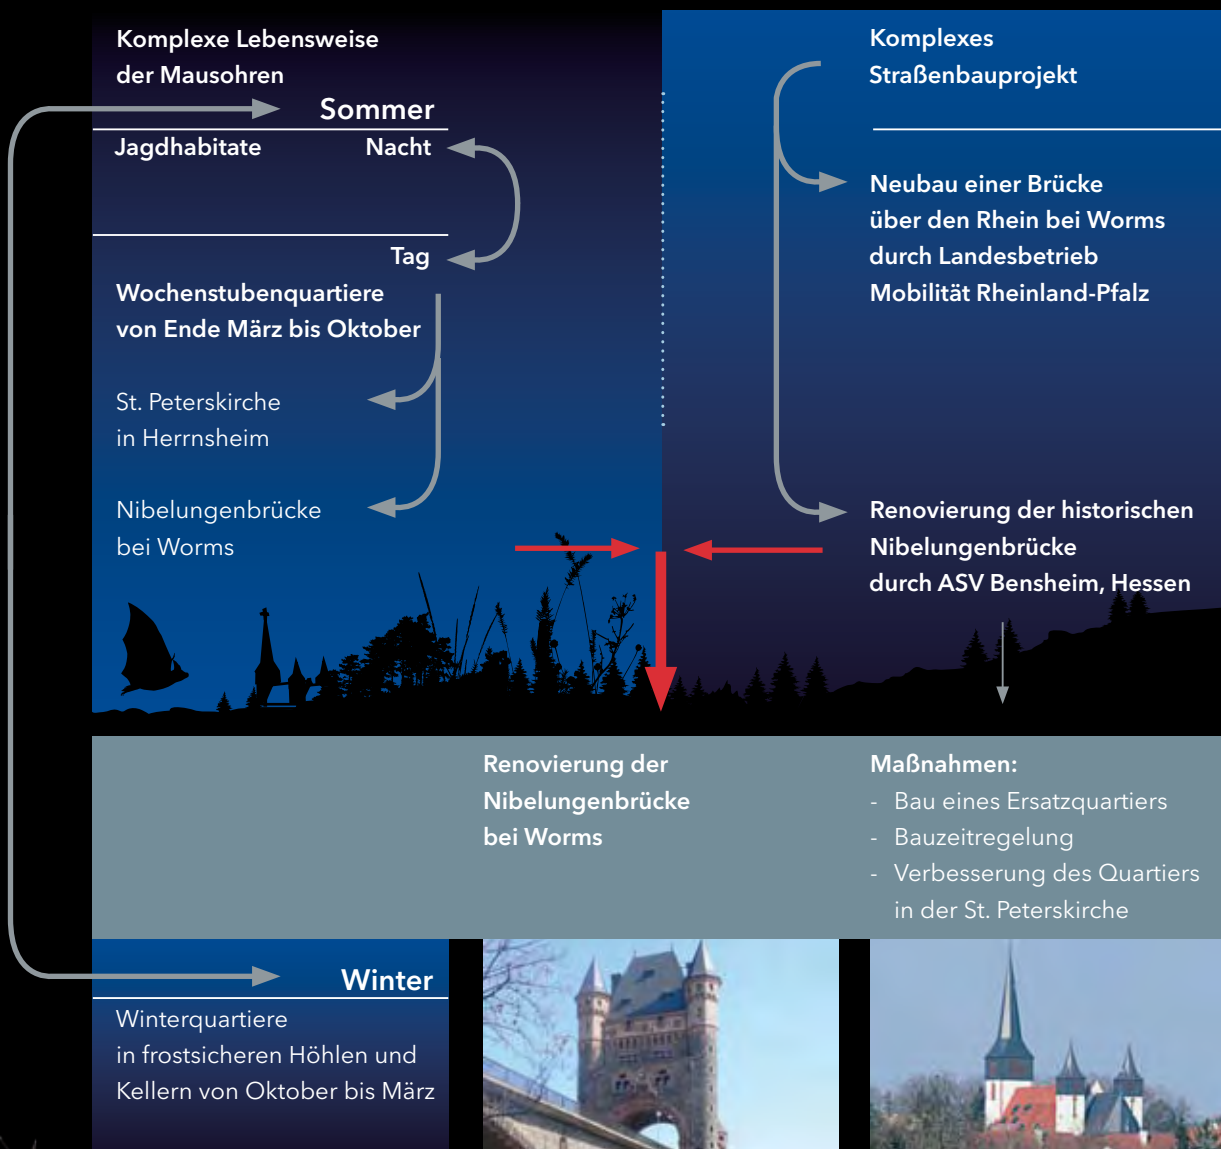 Komplexe Lebensweise
der Mausohren
Sommer
Jagdhabitate Nacht
Tag
Wochenstubenquartiere
von Ende März bis Oktober
St. Peterskirche
in Herrnsheim
Nibelungenbrücke
bei Worms
Komplexes
Straßenbauprojekt
Neubau einer Brücke
über den Rhein bei Worms
durch Landesbetrieb
Mobilität Rheinland-Pfalz
Renovierung der historischen
Nibelungenbrücke
durch ASV Bensheim, Hessen
Renovierung der
Nibelungenbrücke
bei Worms
Maßnahmen:
- Bau eines Ersatzquartiers
- Bauzeitregelung
- Verbesserung des Quartiers
in der St. Peterskirche
Winter
Winterquartiere
in frostsicheren Höhlen und
Kellern von Oktober bis März